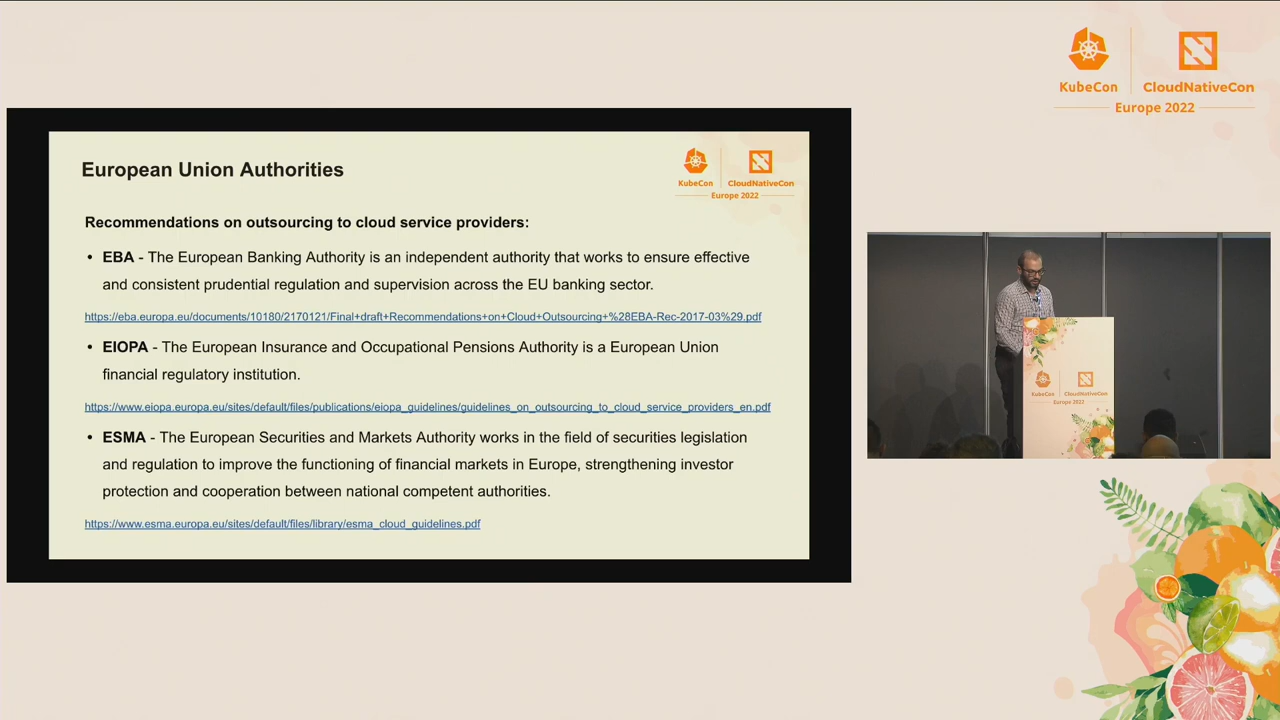 KubeCon
CloudNativeCon
Europe 2022
European Union Authorities
KubeCon
CloudNativeCon
Europe 2022
Recommendations on outsourcing to cloud service providers:
• EBA - The European Banking Authority is an independent authority that works to ensure effective
and consistent prudential regulation and supervision across the EU banking sector.
https://eba.europa.eu/documents/10180/2170121/Final+draft+Recommendations+on+Cloud+Outsourcing+%28EBA-Rec-2017-03%29.pdf
• EIOPA - The European Insurance and Occupational Pensions Authority is a European Union
financial regulatory institution.
https://www.eiopa.europa.eu/sites/default/files/publications/eiopa_guidelines/guidelines_on_outsourcing_to_cloud_service_providers_en.pdf
• ESMA - The European Securities and Markets Authority works in the field of securities legislation
and regulation to improve the functioning of financial markets in Europe, strengthening investor
protection and cooperation between national competent authorities.
https://www.esma.europa.eu/sites/default/files/library/esma_cloud_guidelines.pdf
KubeCon
CloudNativeCon
Europe 2022